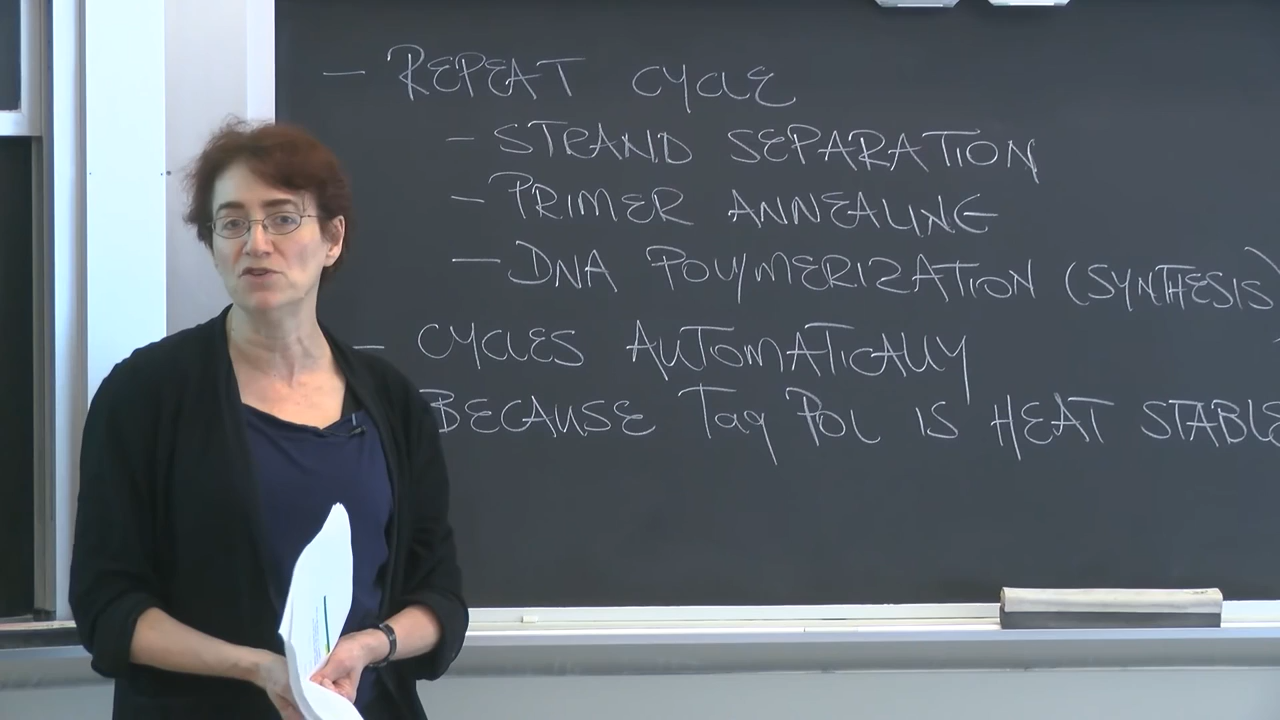 - REPEAT CYCLE
- STRAND SEPARATION
- PRIMER ANNEALING
- DNA POLYMERIZATION (SYNTHESIS)
- CYCLES AUTOMATICALLY
BECAUSE Taq POL IS HEAT STABLE